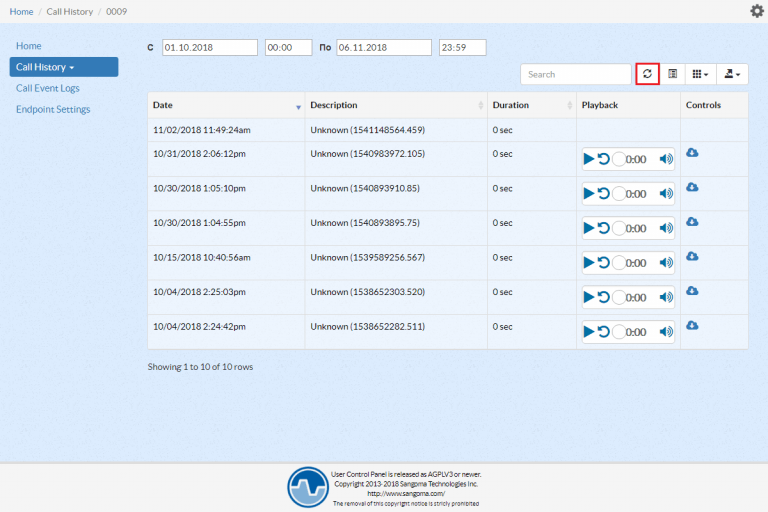 Home / Call History / 0009
Home
Call History
Call Event Logs
Endpoint Settings
С 01.10.2018 00:00 По 06.11.2018 23:59
Search
Date Description Duration Playback Controls
11/02/2018 11:49:24am Unknown (1541148564.459) 0 sec
10/31/2018 2:06:12pm Unknown (1540983972.105) 0 sec 0:00
10/30/2018 1:05:10pm Unknown (1540893910.85) 0 sec 0:00
10/30/2018 1:04:55pm Unknown (1540893895.75) 0 sec 0:00
10/15/2018 10:40:56am Unknown (1539589256.567) 0 sec 0:00
10/04/2018 2:25:03pm Unknown (1538652303.520) 0 sec 0:00
10/04/2018 2:24:42pm Unknown (1538652282.511) 0 sec 0:00
Showing 1 to 10 of 10 rows
User Control Panel is released as AGPLV3 or newer.
Copyright 2013-2018 Sangoma Technologies Inc.
http://www.sangoma.com/
The removal of this copyright notice is stricly prohibited